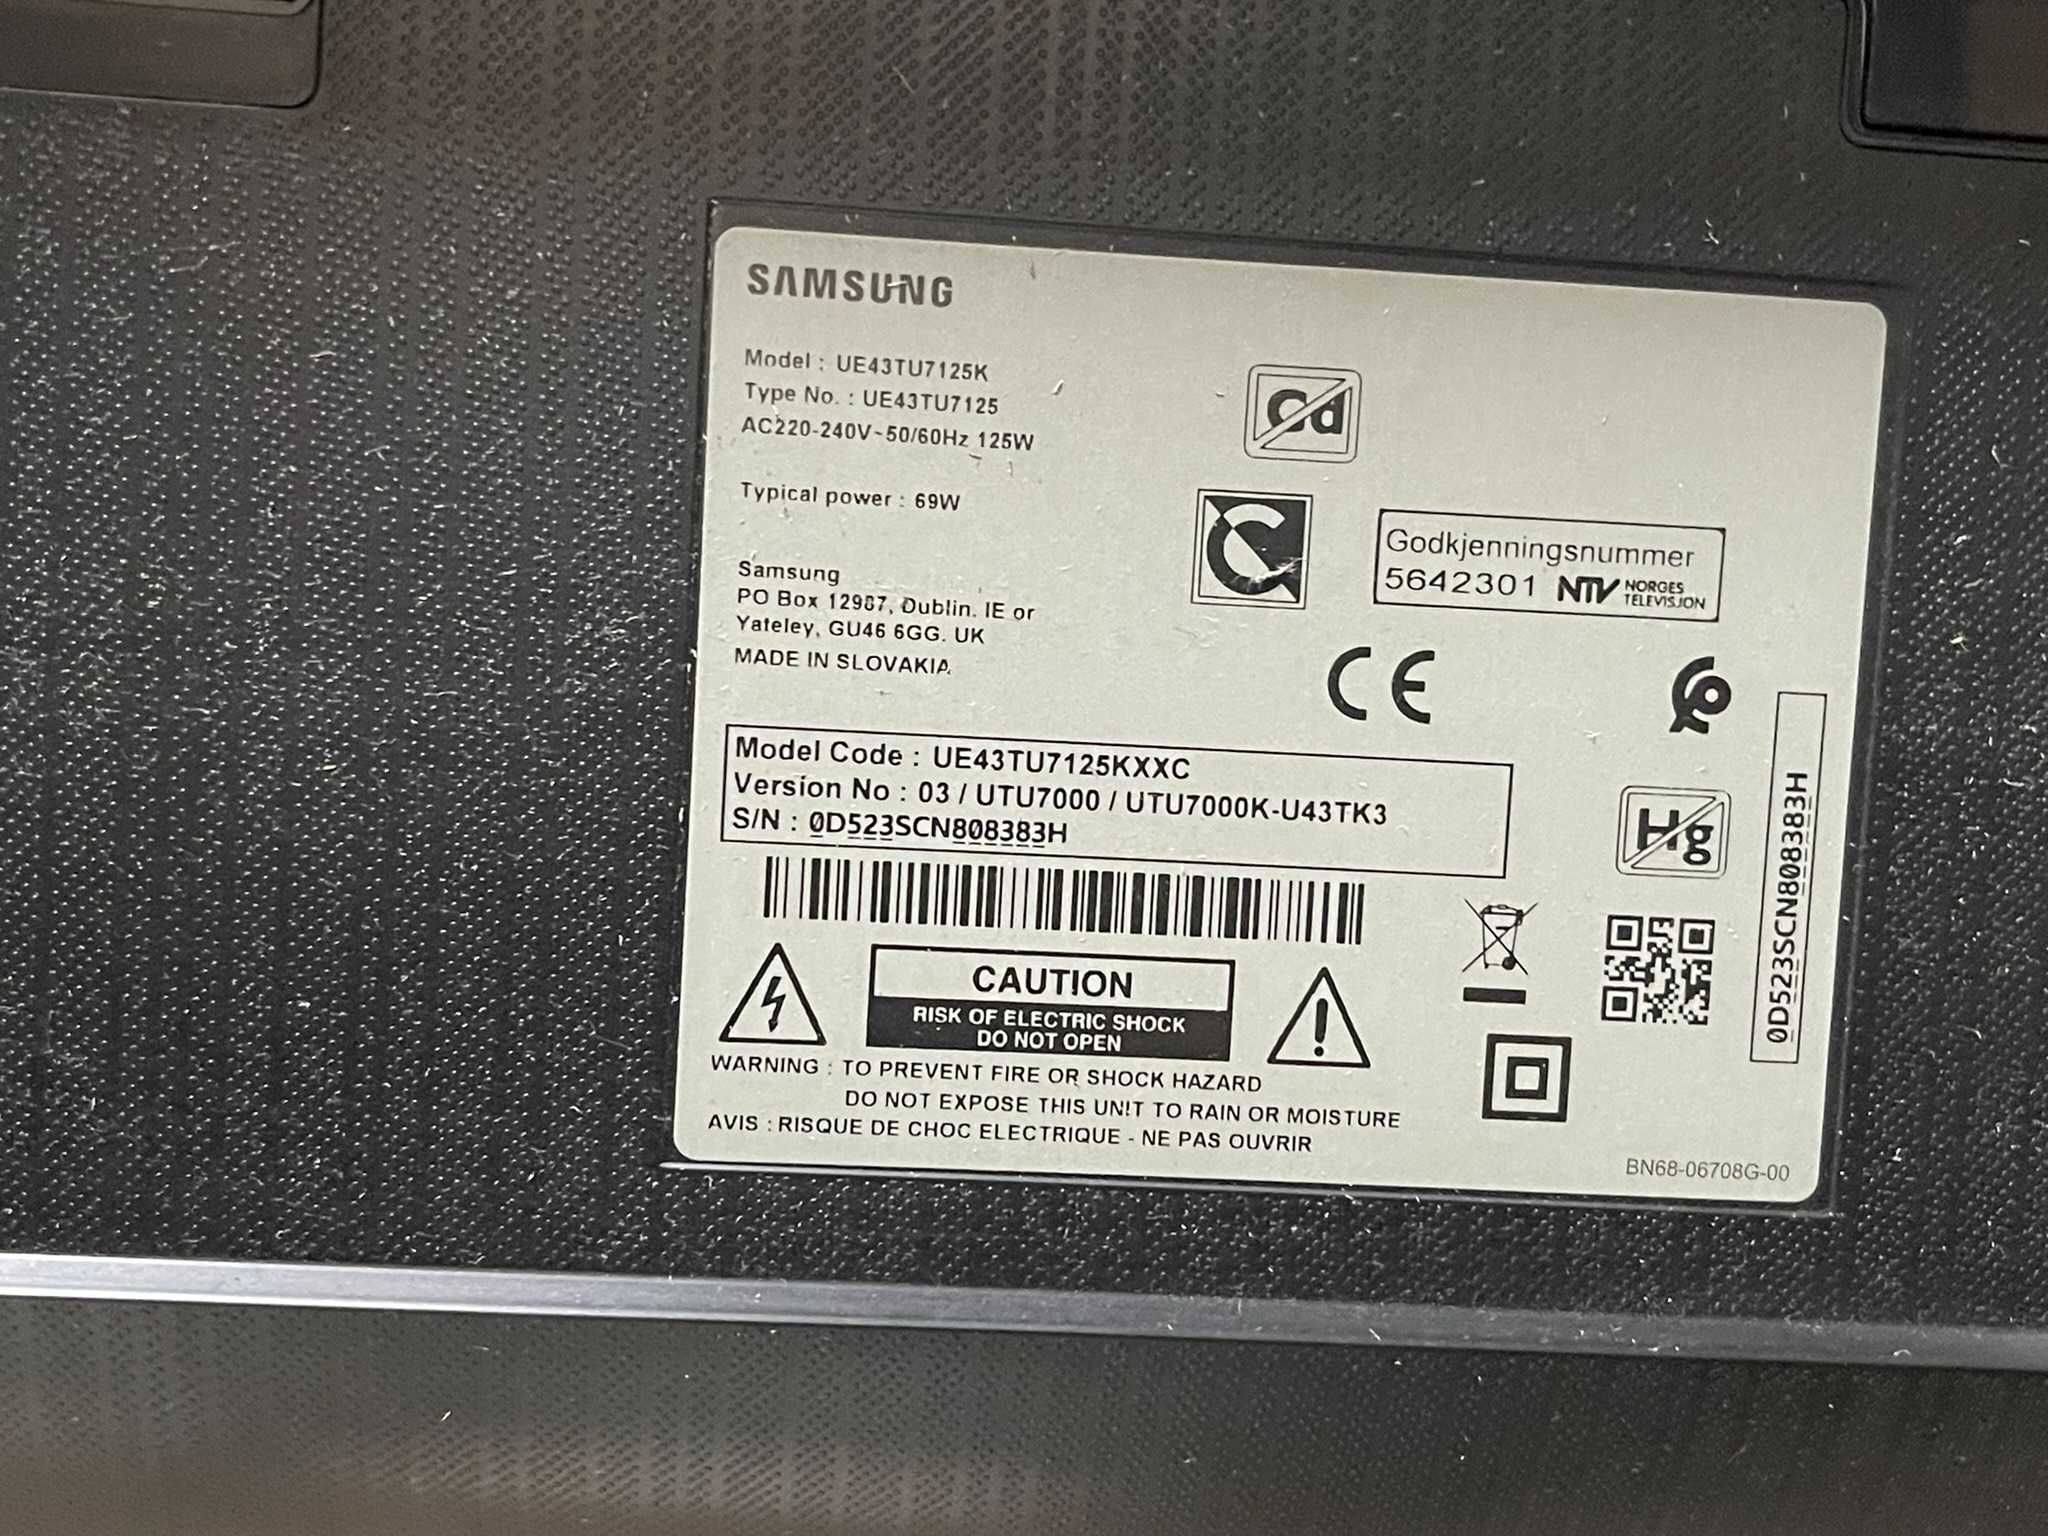 SAMSUNG
Model : UE43TU7125K
Type No. : UE43TU7125
AC220-240V~50/60Hz 125W
Typical power : 69W
Samsung
PO Box 12987, Dublin. IE or
Yateley, GU46 6GG. UK
MADE IN SLOVAKIA
Cd
Godkjenningsnummer
5642301 NTV NORGES
TELEVISJON
CE
Model Code : UE43TU7125KXXC
Version No : 03 / UTU7000 / UTU7000K-U43TK3
S/N : 0D523SCN808383H
Hg
0D523SCN808383H
CAUTION
RISK OF ELECTRIC SHOCK
DO NOT OPEN
WARNING : TO PREVENT FIRE OR SHOCK HAZARD
DO NOT EXPOSE THIS UNIT TO RAIN OR MOISTURE
AVIS : RISQUE DE CHOC ELECTRIQUE - NE PAS OUVRIR
BN68-06708G-00